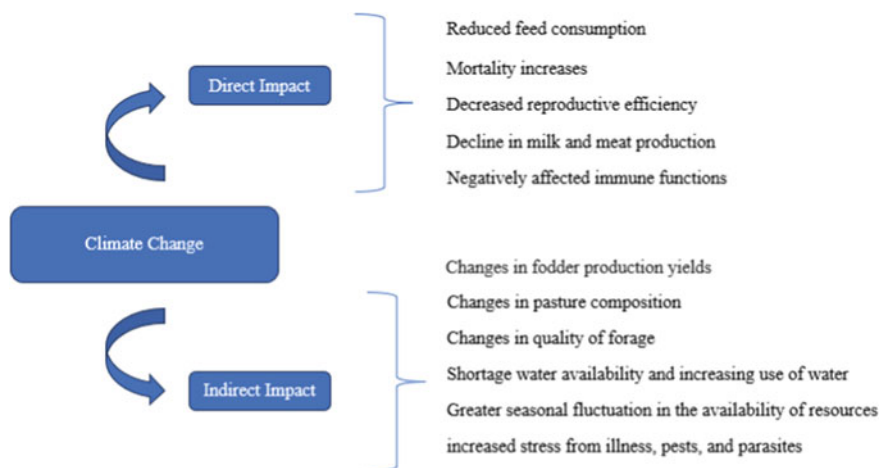 Direct Impact
Reduced feed consumption
Mortality increases
Decreased reproductive efficiency
Decline in milk and meat production
Negatively affected immune functions
Climate Change
Indirect Impact
Changes in fodder production yields
Changes in pasture composition
Changes in quality of forage
Shortage water availability and increasing use of water
Greater seasonal fluctuation in the availability of resources
increased stress from illness, pests, and parasites